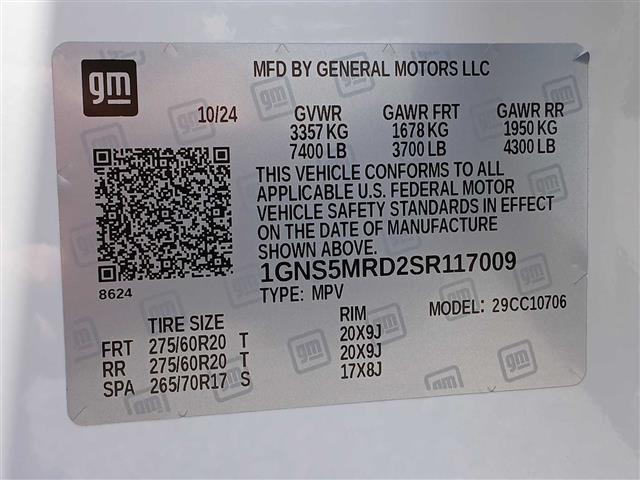 gm
MFD BY GENERAL MOTORS LLC
10/24 GVWR GAWR FRT GAWR RR
3357 KG 1678 KG 1950 KG
7400 LB 3700 LB 4300 LB
THIS VEHICLE CONFORMS TO ALL
APPLICABLE U.S. FEDERAL MOTOR
VEHICLE SAFETY STANDARDS IN EFFECT
ON THE DATE OF MANUFACTURE
SHOWN ABOVE.
1GNS5MRD2SR117009
8624
TYPE: MPV MODEL: 29CC10706
TIRE SIZE RIM
FRT 275/60R20 T 20X9J
RR 275/60R20 T 20X9J
SPA 265/70R17 S 17X8J